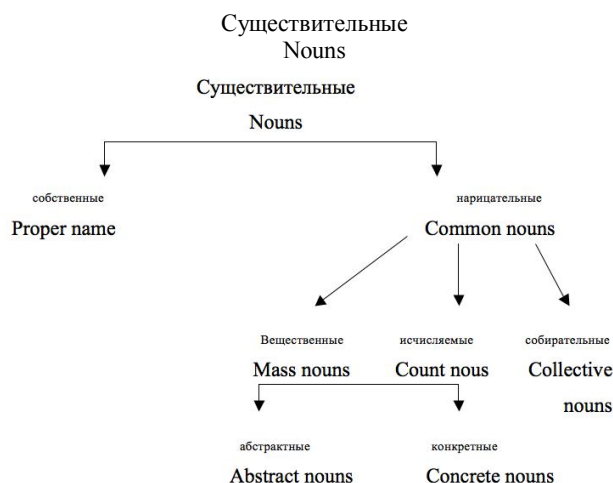 Существительные
Nouns
Существительные
Nouns
собственные
Proper name
нарицательные
Common nouns
Вещественные
Mass nouns
исчисляемые
Count nous
собирательные
Collective
nouns
абстрактные
Abstract nouns
конкретные
Concrete nouns